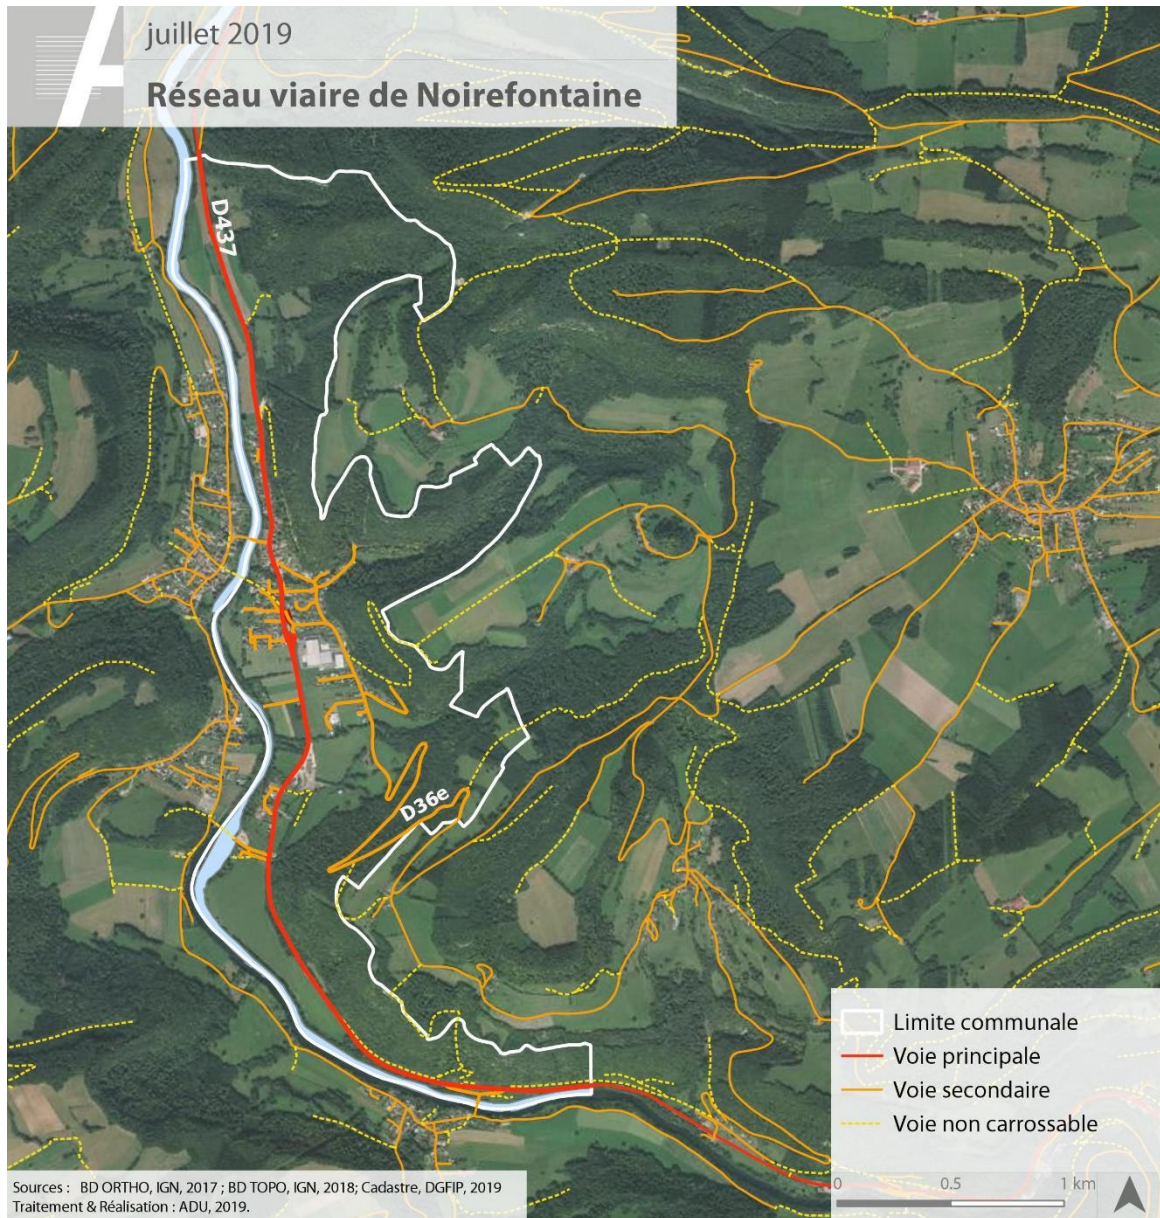 juillet 2019
Réseau viaire de Noirefontaine
D437
D36e
Limite communale
Voie principale
Voie secondaire
Voie non carrossable
0 0.5 1 km
Sources : BD ORTHO, IGN, 2017 ; BD TOPO, IGN, 2018; Cadastre, DGFIP, 2019
Traitement & Réalisation : ADU, 2019.